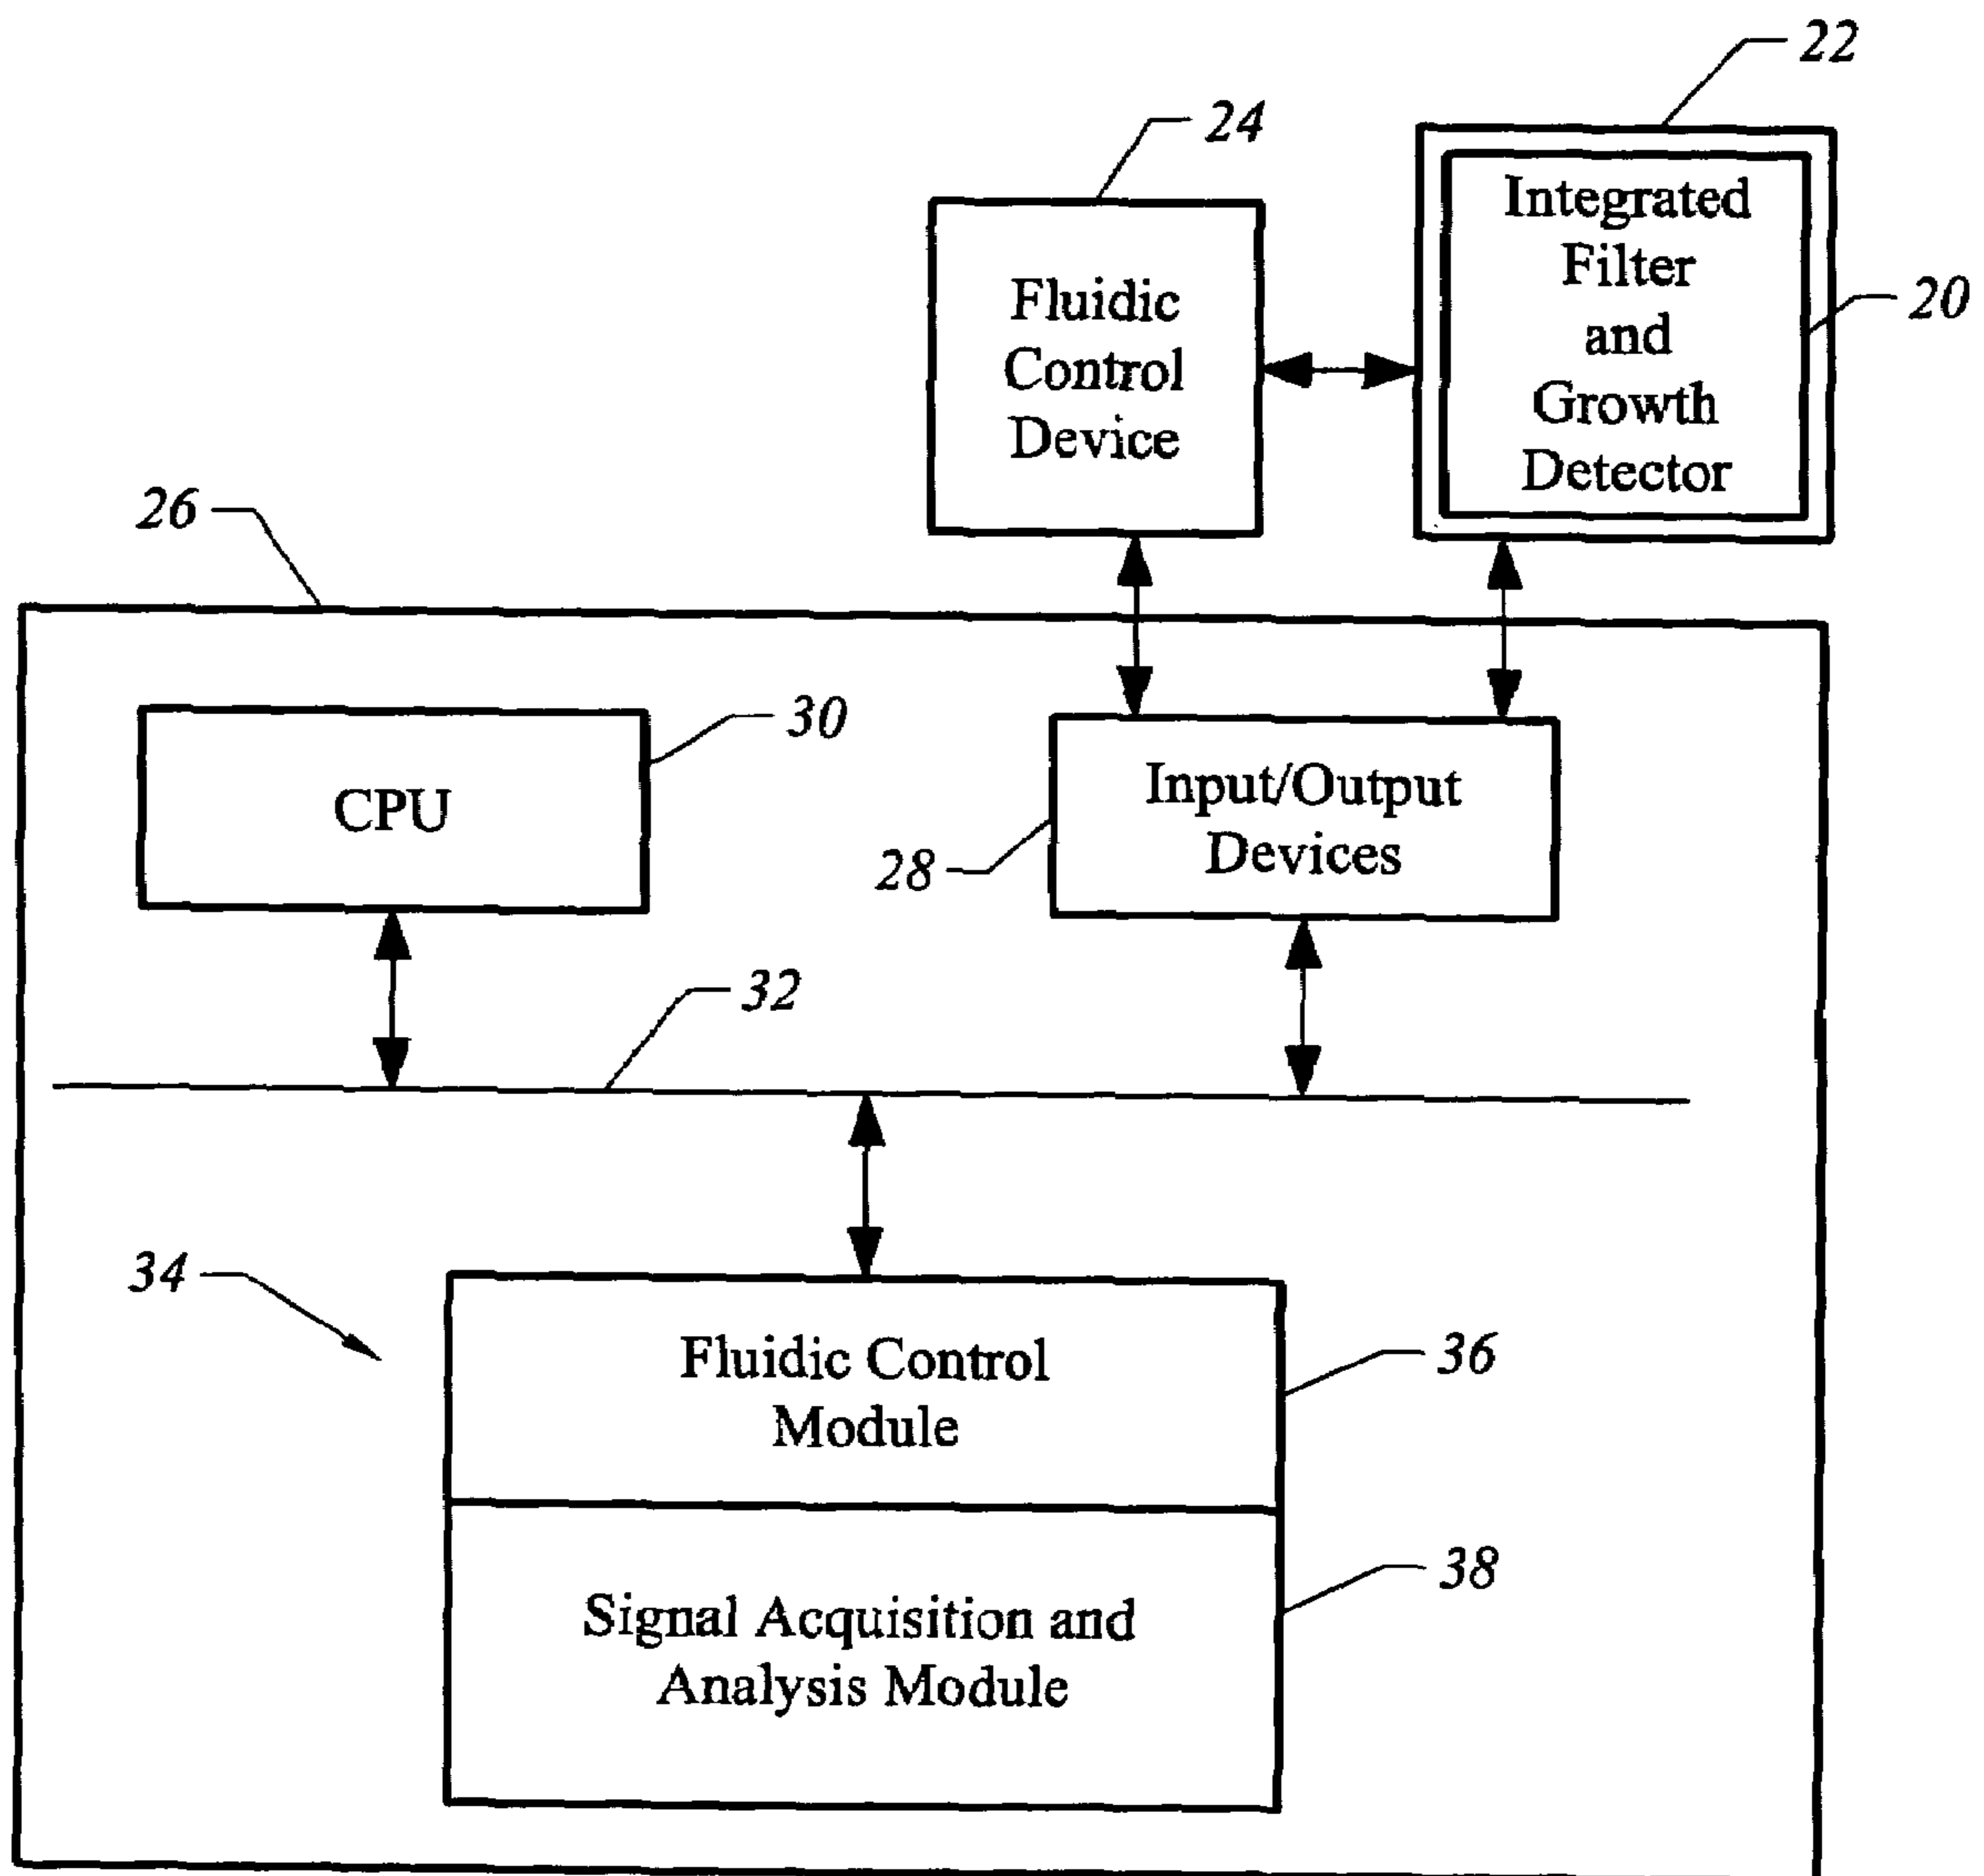 22
24
Integrated
Filter
and
Growth
Detector
20
Fluidic
Control
Device
26
30
CPU
Input/Output
Devices
28
32
34
Fluidic Control
Module
36
Signal Acquisition and
Analysis Module
38